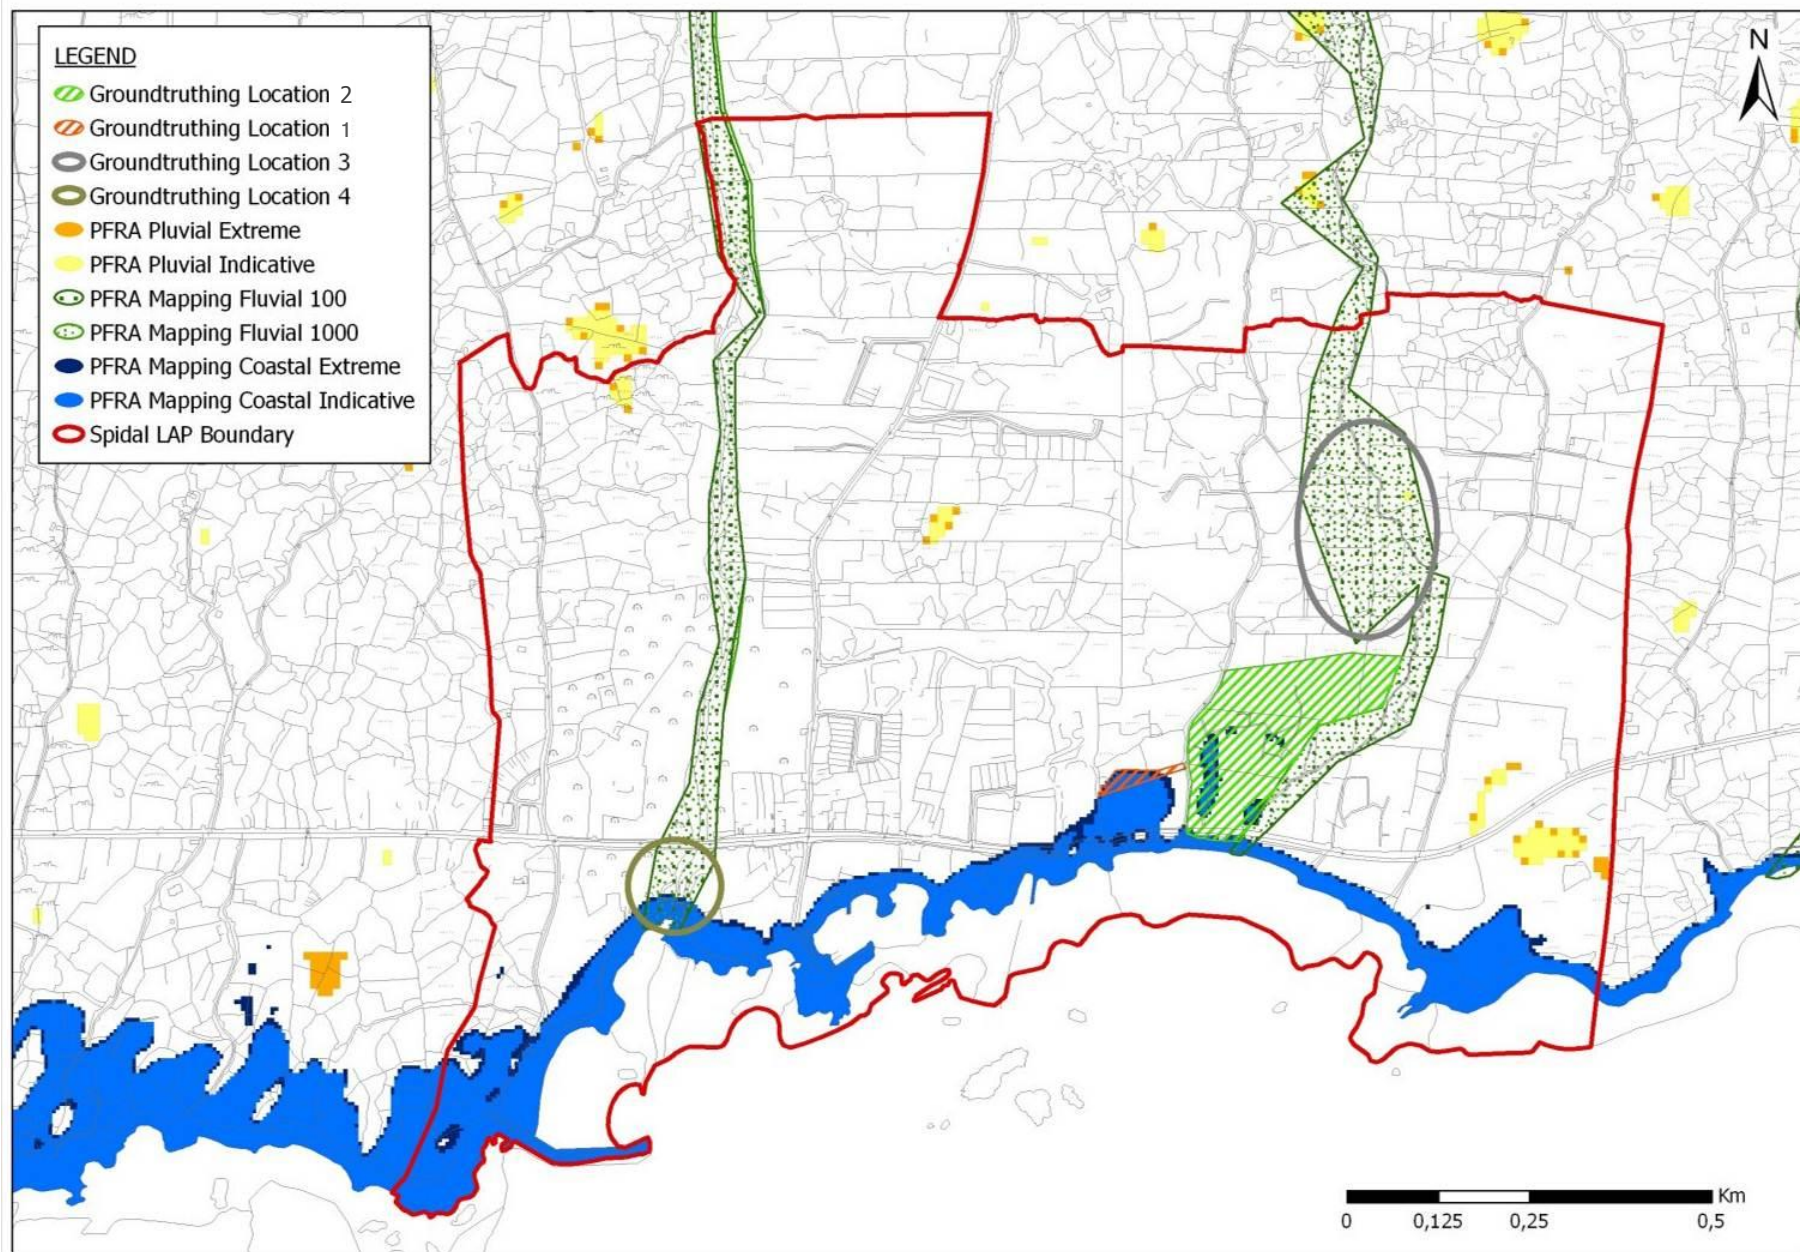 LEGEND
Groundtruthing Location 2
Groundtruthing Location 1
Groundtruthing Location 3
Groundtruthing Location 4
PFRA Pluvial Extreme
PFRA Pluvial Indicative
PFRA Mapping Fluvial 100
PFRA Mapping Fluvial 1000
PFRA Mapping Coastal Extreme
PFRA Mapping Coastal Indicative
Spidal LAP Boundary
N
Km
0 0,125 0,25 0,5